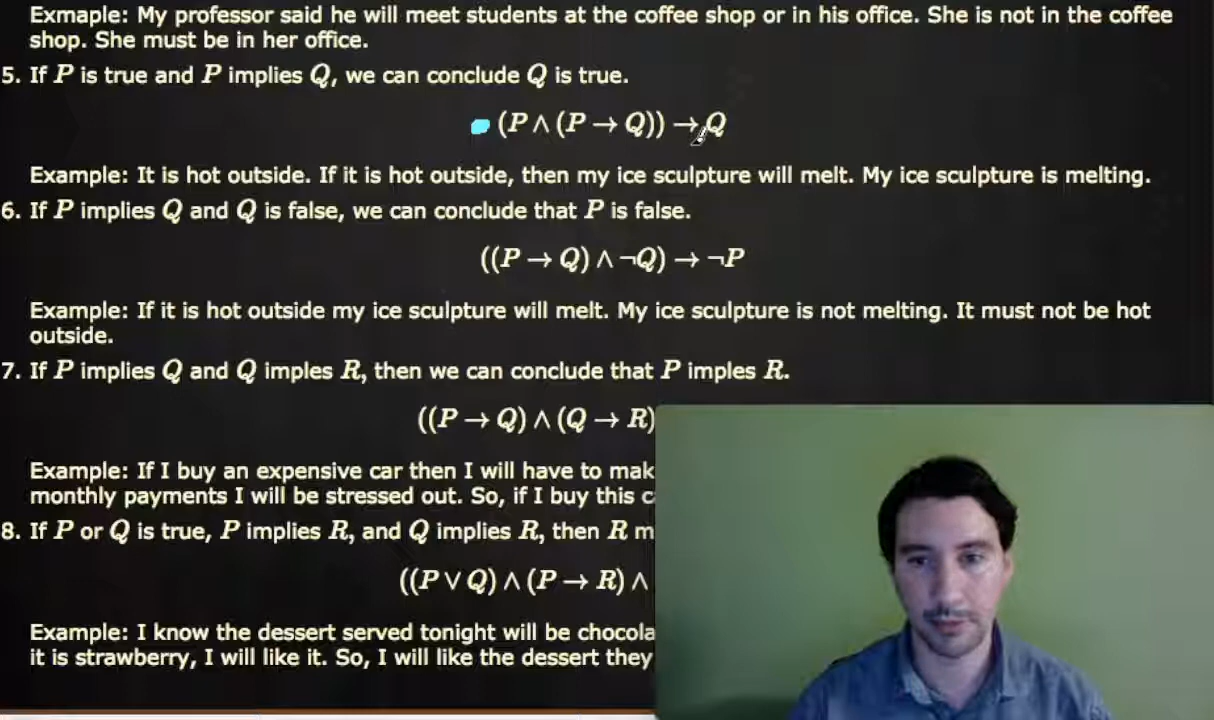 Exmaple: My professor said he will meet students at the coffee shop or in his office. She is not in the coffee
shop. She must be in her office.
5. If P is true and P implies Q, we can conclude Q is true.
(P ∧ (P → Q)) → Q
Example: It is hot outside. If it is hot outside, then my ice sculpture will melt. My ice sculpture is melting.
6. If P implies Q and Q is false, we can conclude that P is false.
((P → Q) ∧ ¬Q) → ¬P
Example: If it is hot outside my ice sculpture will melt. My ice sculpture is not melting. It must not be hot
outside.
7. If P implies Q and Q imples R, then we can conclude that P imples R.
((P → Q) ∧ (Q → R)
Example: If I buy an expensive car then I will have to mak
monthly payments I will be stressed out. So, if I buy this c
8. If P or Q is true, P implies R, and Q implies R, then R m
((P ∨ Q) ∧ (P → R) ∧
Example: I know the dessert served tonight will be chocola
it is strawberry, I will like it. So, I will like the dessert they